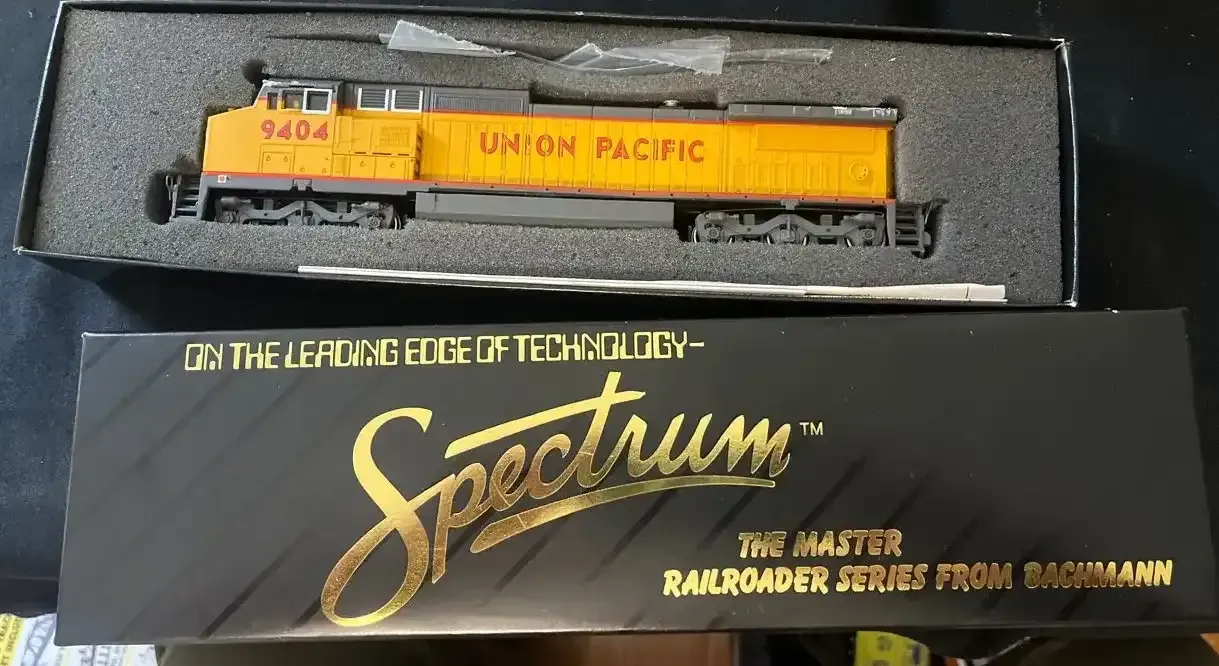 9404
UNION PACIFIC
ON THE LEADING EDGE OF TECHNOLOGY-
Spectrum™
THE MASTER
RAILROADER SERIES FROM BACHMANN